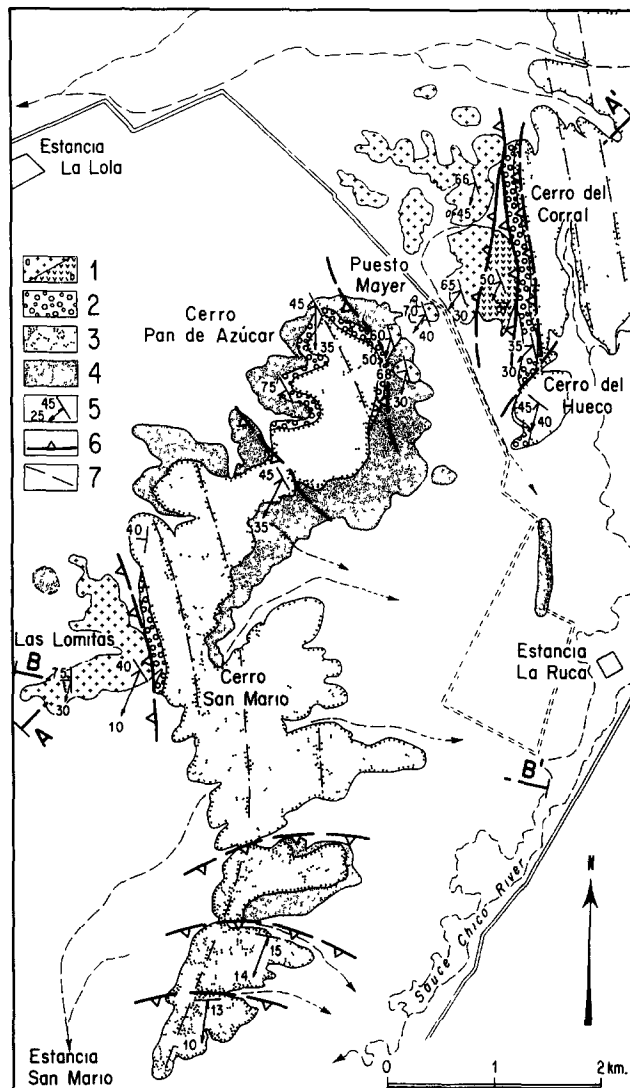 A'
Estancia
La Lola
66
45
Cerro del
Corral
1
2
3
4
45
25
5
6
7
Puesto
Mayer
Cerro
Pan de Azúcar
45
35
75
50
68
30
70
40
65
30
50
35
30
Cerro del
Hueco
45
40
45
35
40
Las Lomitas
B
75
30
A
40
10
Cerro
San Mario
Estancia
La Ruca
B'
N
Sauce Chico River
15
14
13
10
Estancia
San Mario
0 1 2 km.